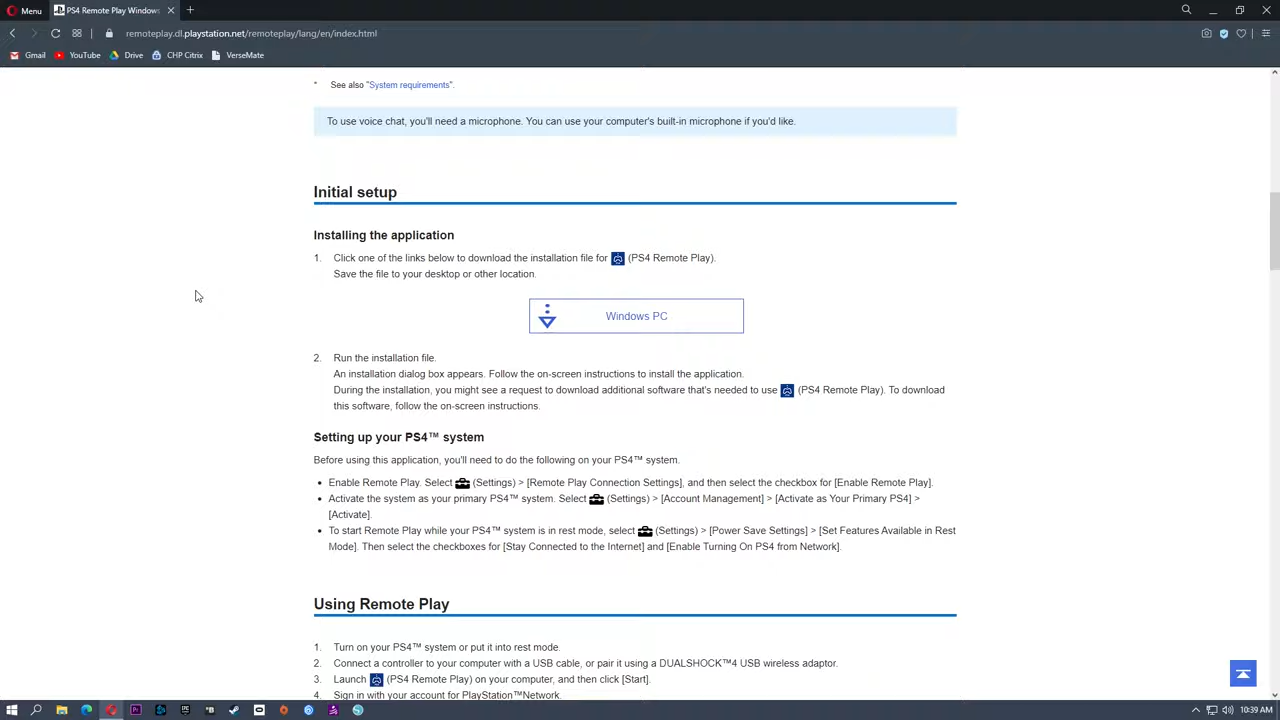 Menu
PS4 Remote Play Windows
remoteplay.dl.playstation.net/remoteplay/lang/en/index.html
Gmail YouTube Drive CHP Citrix VerseMate
* See also "System requirements".
To use voice chat, you'll need a microphone. You can use your computer's built-in microphone if you'd like.
Initial setup
Installing the application
1. Click one of the links below to download the installation file for (PS4 Remote Play).
Save the file to your desktop or other location.
Windows PC
2. Run the installation file.
An installation dialog box appears. Follow the on-screen instructions to install the application.
During the installation, you might see a request to download additional software that's needed to use (PS4 Remote Play). To download
this software, follow the on-screen instructions.
Setting up your PS4™ system
Before using this application, you'll need to do the following on your PS4™ system.
• Enable Remote Play. Select (Settings) > [Remote Play Connection Settings], and then select the checkbox for [Enable Remote Play].
• Activate the system as your primary PS4™ system. Select (Settings) > [Account Management] > [Activate as Your Primary PS4] >
[Activate].
• To start Remote Play while your PS4™ system is in rest mode, select (Settings) > [Power Save Settings] > [Set Features Available in Rest
Mode]. Then select the checkboxes for [Stay Connected to the Internet] and [Enable Turning On PS4 from Network].
Using Remote Play
1. Turn on your PS4™ system or put it into rest mode.
2. Connect a controller to your computer with a USB cable, or pair it using a DUALSHOCK™4 USB wireless adaptor.
3. Launch (PS4 Remote Play) on your computer, and then click [Start].
4. Sign in with your account for PlayStation™Network.
10:39 AM